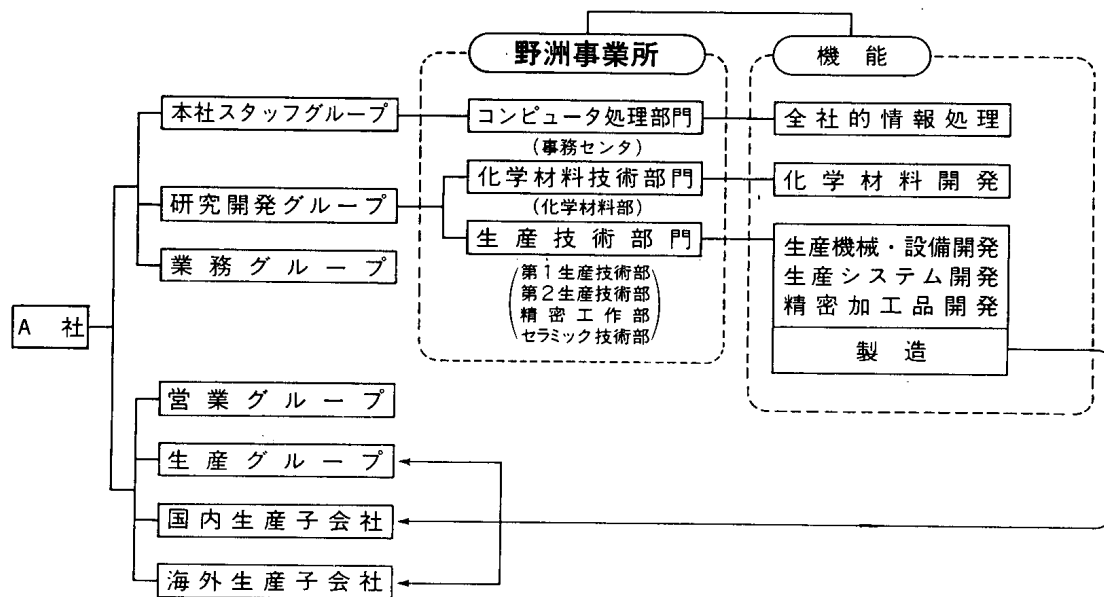 野洲事業所
機能
本社スタッフグループ
コンピュータ処理部門
(事務センタ)
全社的情報処理
研究開発グループ
化学材料技術部門
(化学材料部)
化学材料開発
生産技術部門
第1生産技術部
第2生産技術部
精密工作部
セラミック技術部
生産機械・設備開発
生産システム開発
精密加工品開発
製造
業務グループ
A社
営業グループ
生産グループ
国内生産子会社
海外生産子会社